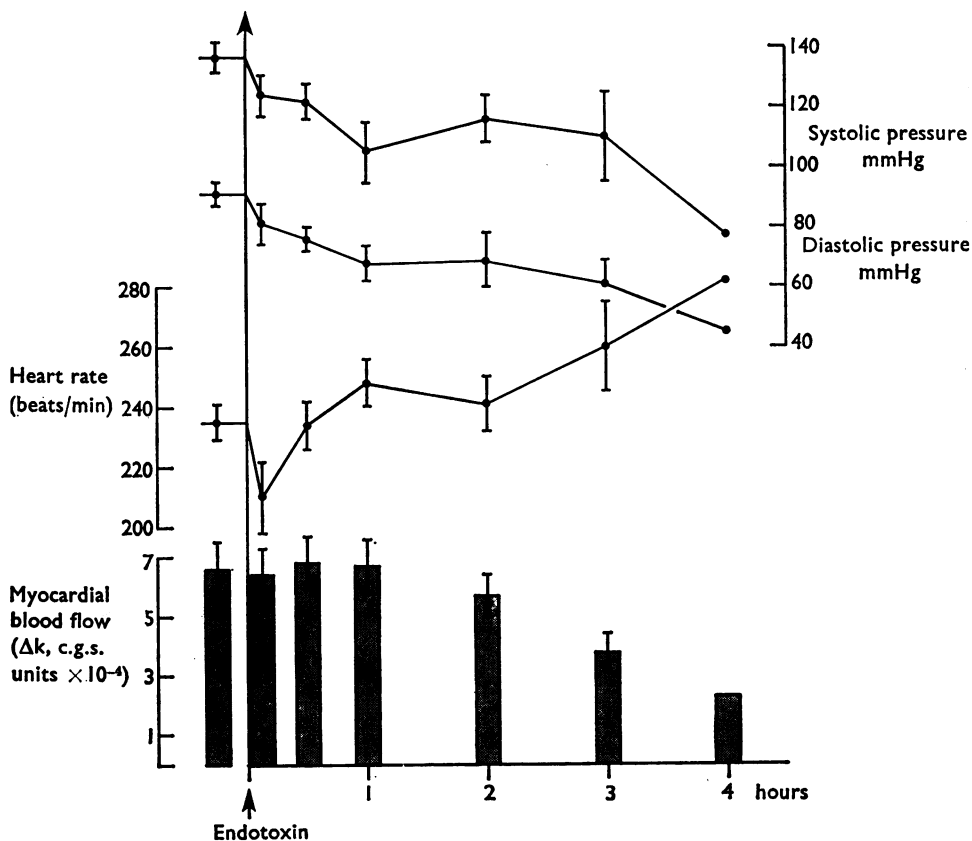 140
120
Systolic pressure
mmHg
100
80
Diastolic pressure
mmHg
60
40
280
260
Heart rate
(beats/min)
240
220
200
7
Myocardial
blood flow
(Δk, c.g.s.
units ×10⁻⁴)
5
3
1
1 2 3 4 hours
Endotoxin